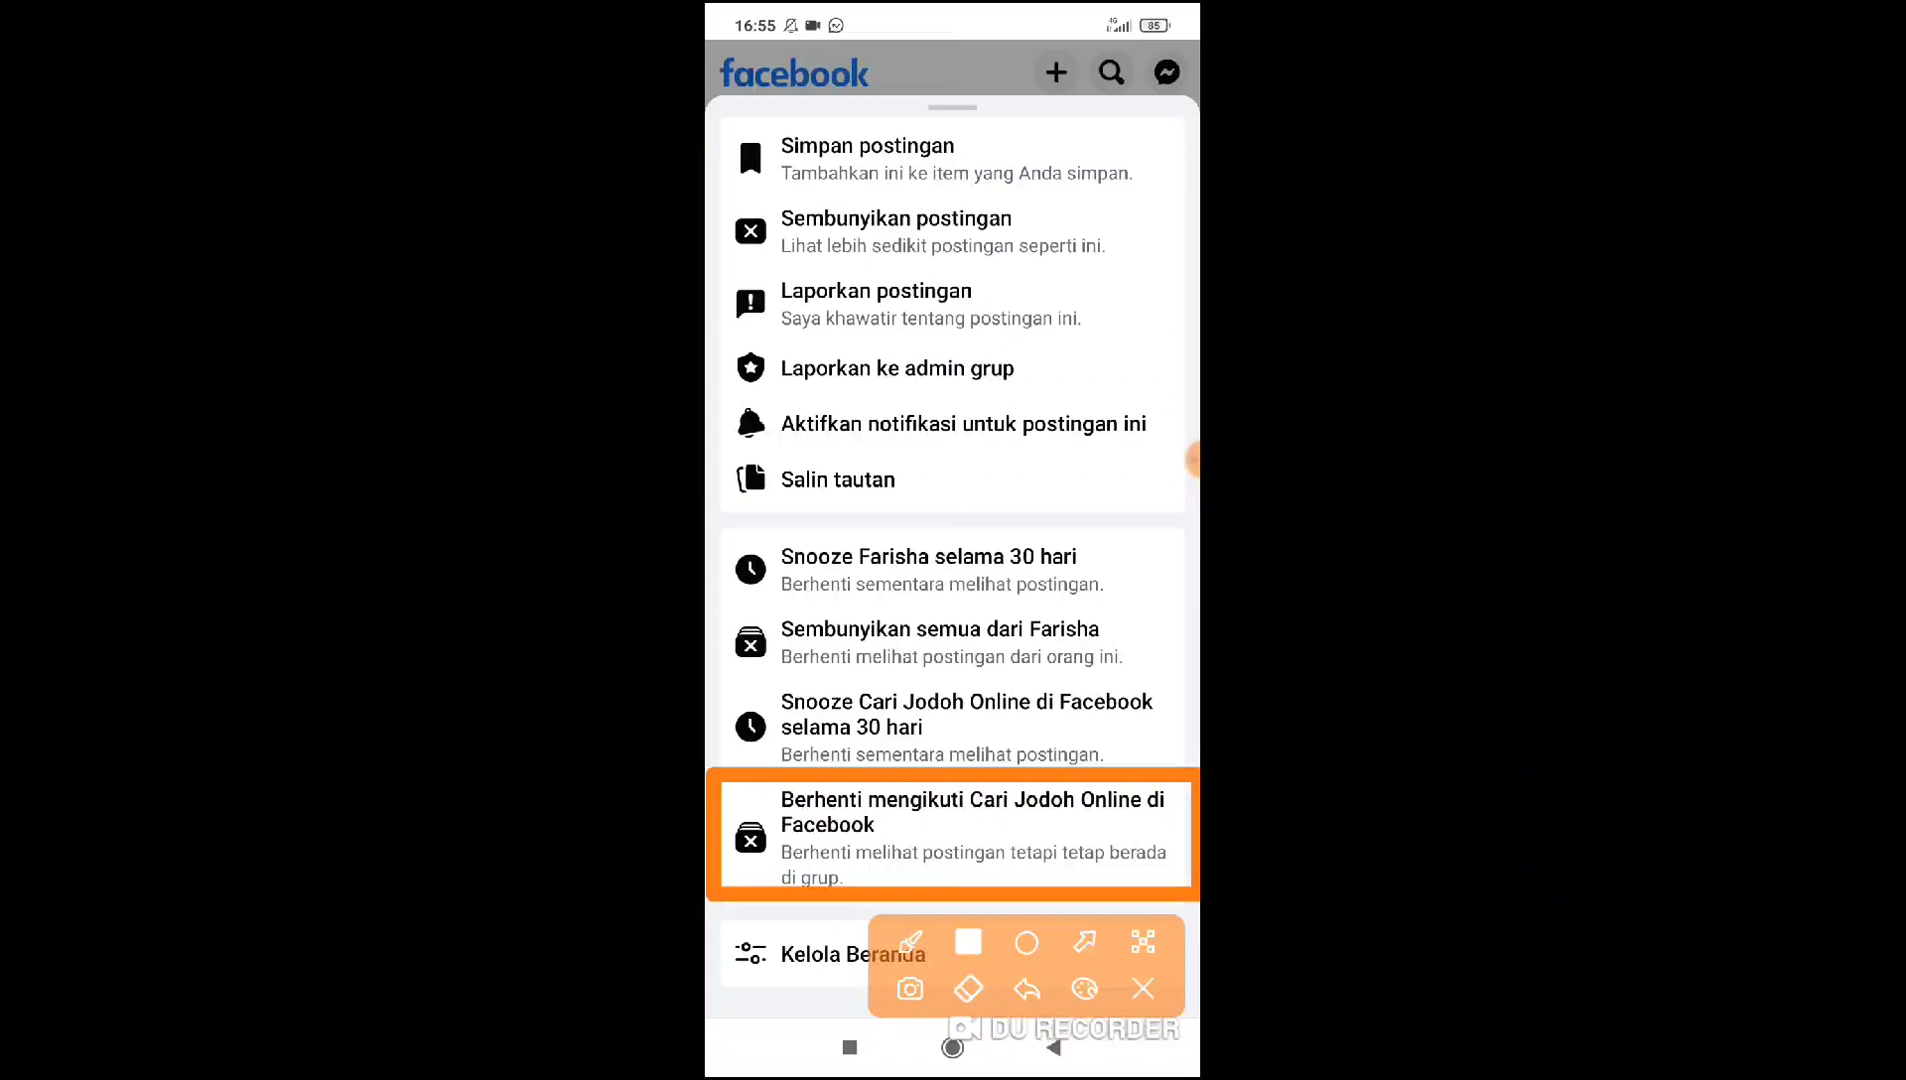 16:55
4G
85
facebook
Simpan postingan
Tambahkan ini ke item yang Anda simpan.
Sembunyikan postingan
Lihat lebih sedikit postingan seperti ini.
Laporkan postingan
Saya khawatir tentang postingan ini.
Laporkan ke admin grup
Aktifkan notifikasi untuk postingan ini
Salin tautan
Snooze Farisha selama 30 hari
Berhenti sementara melihat postingan.
Sembunyikan semua dari Farisha
Berhenti melihat postingan dari orang ini.
Snooze Cari Jodoh Online di Facebook
selama 30 hari
Berhenti sementara melihat postingan.
Berhenti mengikuti Cari Jodoh Online di
Facebook
Berhenti melihat postingan tetapi tetap berada
di grup.
Kelola Beranda
DU RECORDER